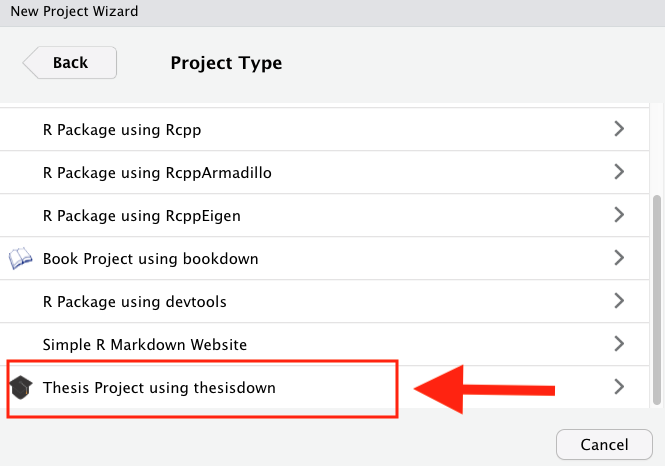 New Project Wizard
Back
Project Type
R Package using Rcpp
R Package using RcppArmadillo
R Package using RcppEigen
Book Project using bookdown
R Package using devtools
Simple R Markdown Website
Thesis Project using thesisdown
Cancel